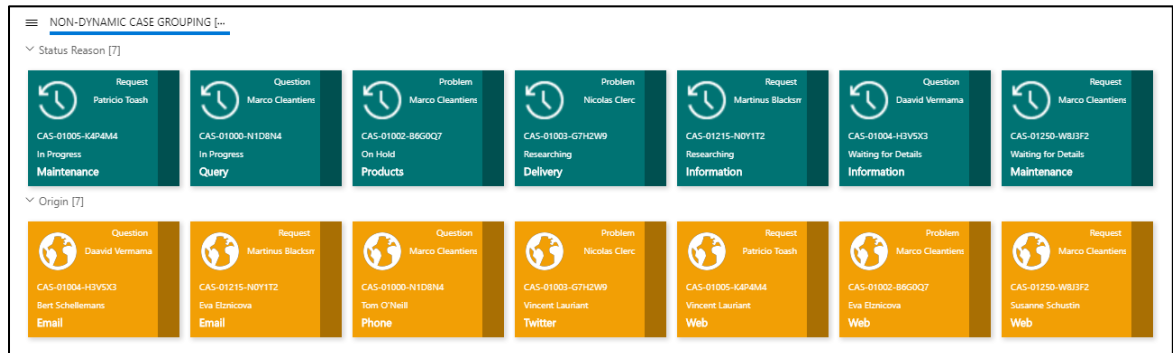 NON-DYNAMIC CASE GROUPING [...
Status Reason [7]
Request
Patricio Toash
CAS-01005-K4P4M4
In Progress
Maintenance
Question
Marco Cleantiens
CAS-01000-N1D8N4
In Progress
Query
Problem
Marco Cleantiens
CAS-01002-B6G0Q7
On Hold
Products
Problem
Nicolas Clerc
CAS-01003-G7H2W9
Researching
Delivery
Request
Martinus Blacksm
CAS-01215-N0Y1T2
Researching
Information
Question
Daavid Vermama
CAS-01004-H3V5X3
Waiting for Details
Information
Request
Marco Cleantiens
CAS-01250-W8J3F2
Waiting for Details
Maintenance
Origin [7]
Question
Daavid Vermama
CAS-01004-H3V5X3
Bert Schellemans
Email
Request
Martinus Blacksm
CAS-01215-N0Y1T2
Eva Elznicova
Email
Question
Marco Cleantiens
CAS-01000-N1D8N4
Tom O'Neill
Phone
Problem
Nicolas Clerc
CAS-01003-G7H2W9
Vincent Lauriant
Twitter
Request
Patricio Toash
CAS-01005-K4P4M4
Vincent Lauriant
Web
Problem
Marco Cleantiens
CAS-01002-B6G0Q7
Eva Elznicova
Web
Request
Marco Cleantiens
CAS-01250-W8J3F2
Susanne Schustin
Web